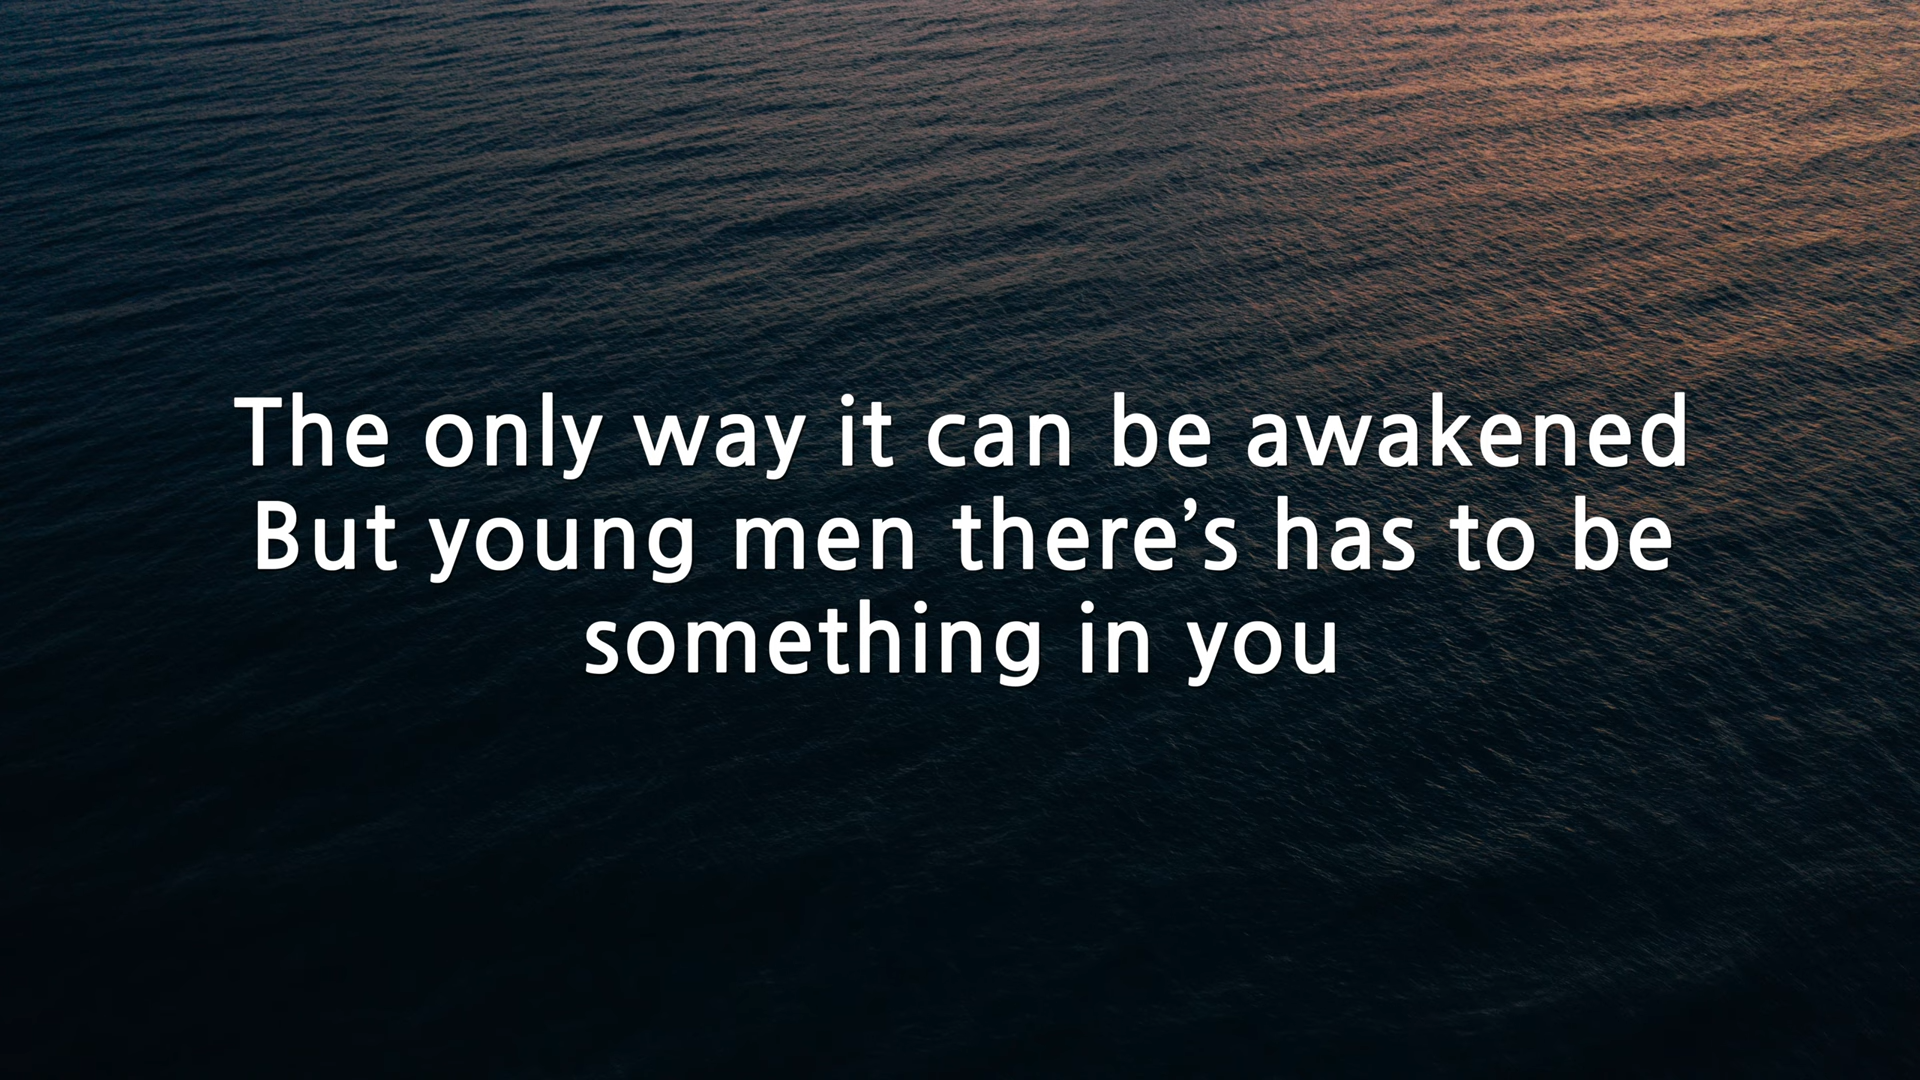 The only way it can be awakened
But young men there’s has to be
something in you